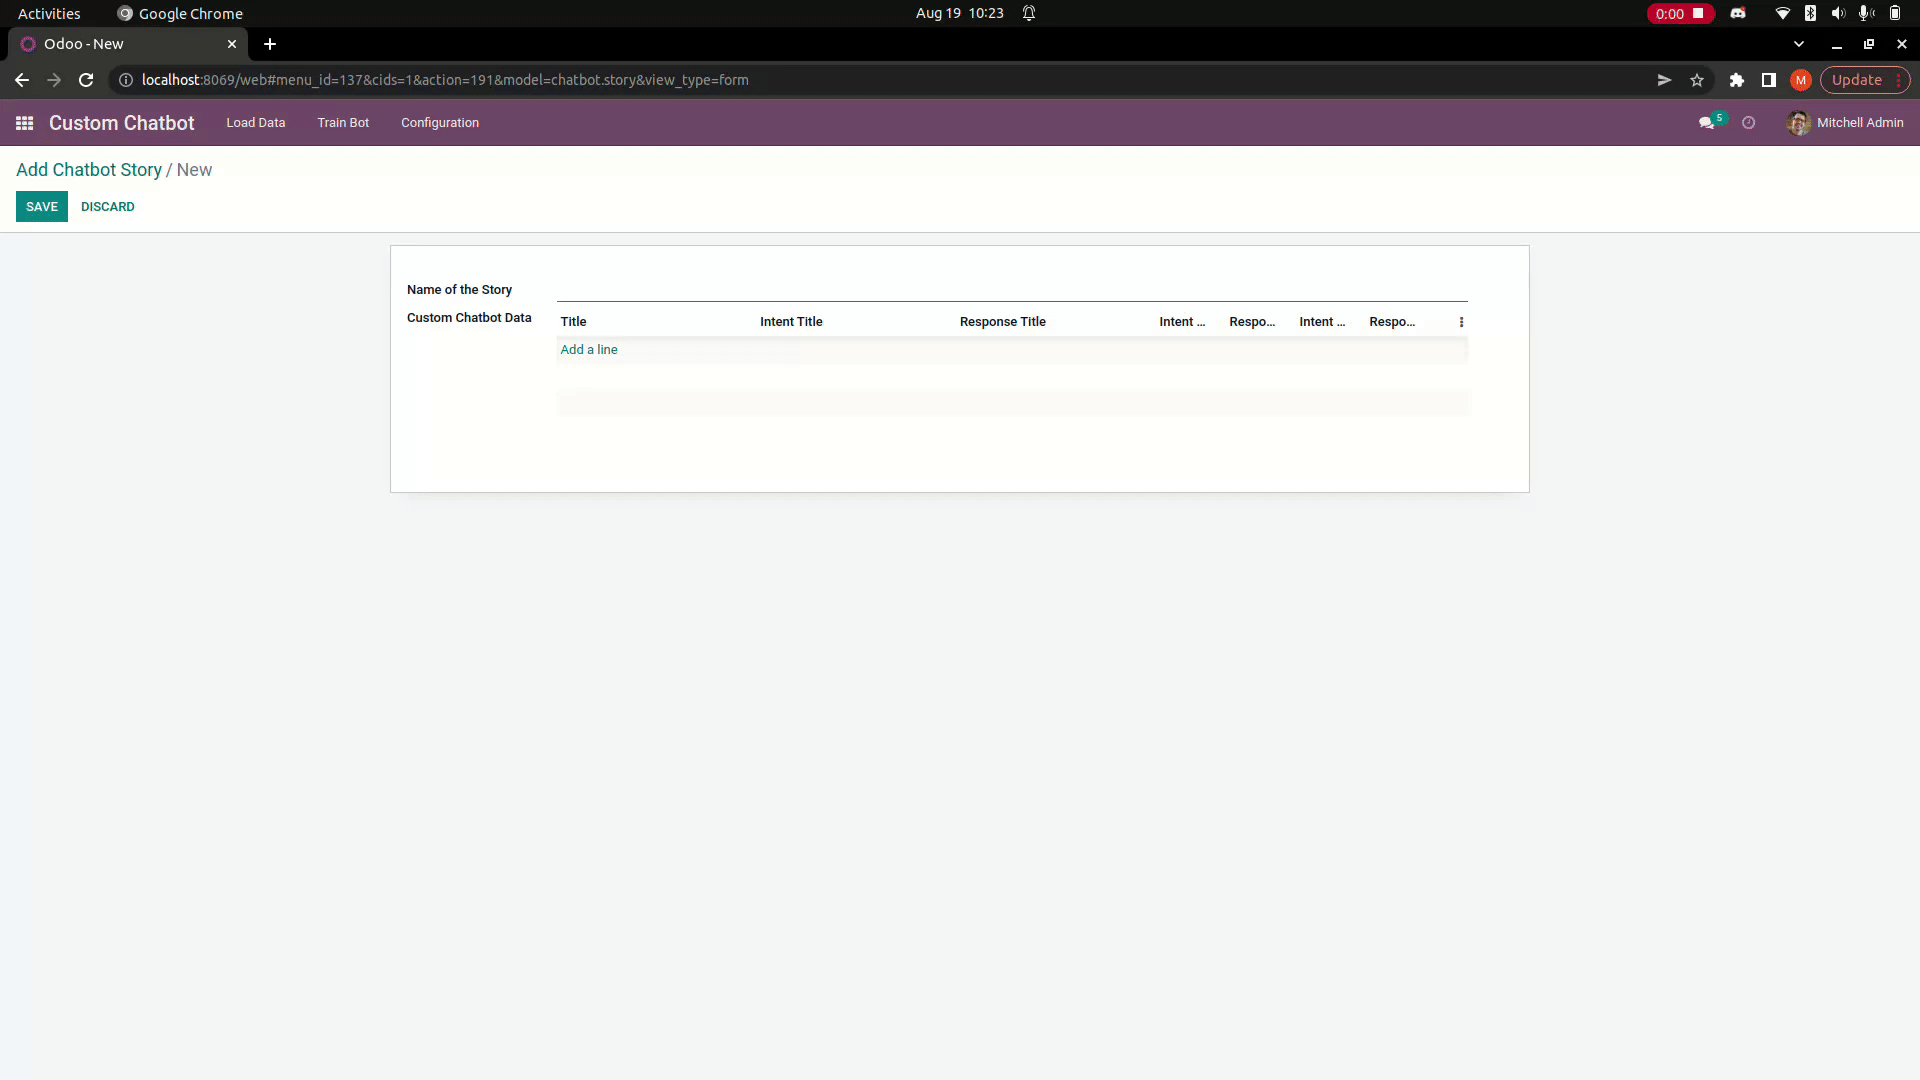 Activities Google Chrome Aug 19 10:23 0:00
Odoo - New
localhost:8069/web#menu_id=137&cids=1&action=191&model=chatbot.story&view_type=form M Update
Custom Chatbot Load Data Train Bot Configuration 5 Mitchell Admin
Add Chatbot Story / New
SAVE DISCARD
Name of the Story
Custom Chatbot Data Title Intent Title Response Title Intent ... Respo... Intent ... Respo...
Add a line